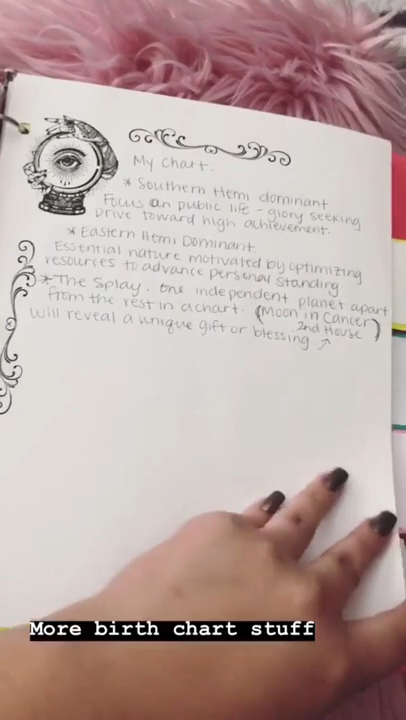 My Chart.
* Southern Hemi dominant
Focus on public life - glory seeking
Drive toward high achievement.
* Eastern Hemi Dominant.
Essential nature motivated by optimizing
resources to advance personal standing
* The Splay. One independent planet apart
from the rest in a chart. (Moon in Cancer
2nd House)
will reveal a unique gift or blessing ↗
More birth chart stuff